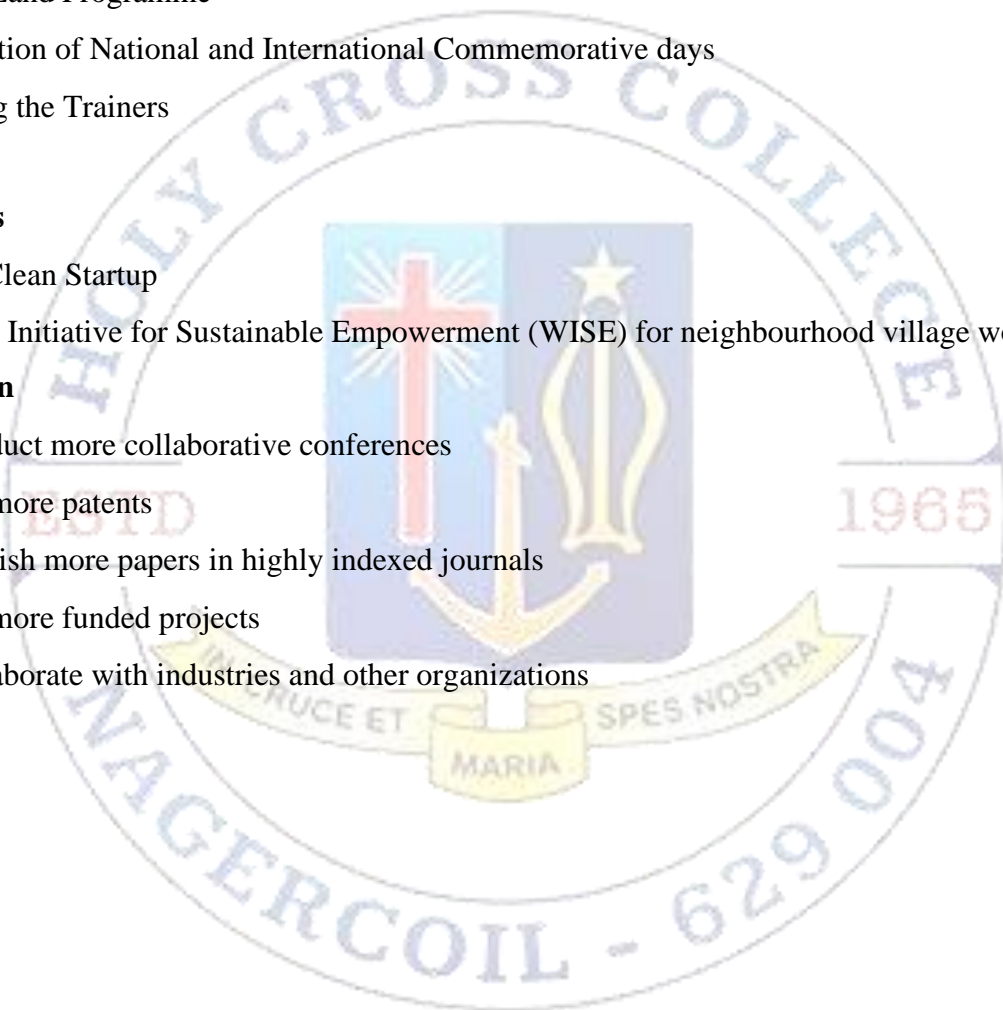 and Programme
tion of National and International Commemorative days
g the Trainers
s
Clean Startup
Initiative for Sustainable Empowerment (WISE) for neighbourhood village w
n
duct more collaborative conferences
more patents
ish more papers in highly indexed journals
more funded projects
aborate with industries and other organizations
HOLY CROSS COLLEGE
ESTD
1965
CRUCE ET
MARIA
SPES NOSTRA
NAGERCOIL - 629 004